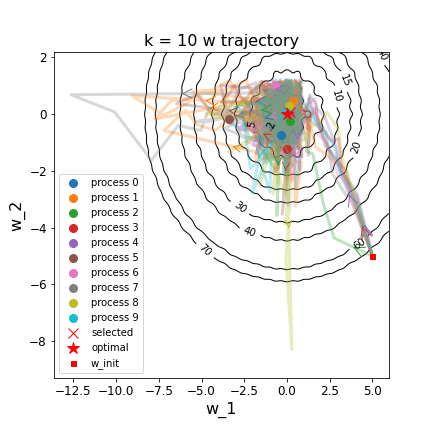 k = 10 w trajectory
w_2
2
0
−2
−4
−6
−8
5
2
10
15
20
30
40
60
70
process 0
process 1
process 2
process 3
process 4
process 5
process 6
process 7
process 8
process 9
selected
optimal
w_init
−12.5
−10.0
−7.5
−5.0
−2.5
0.0
2.5
5.0
w_1